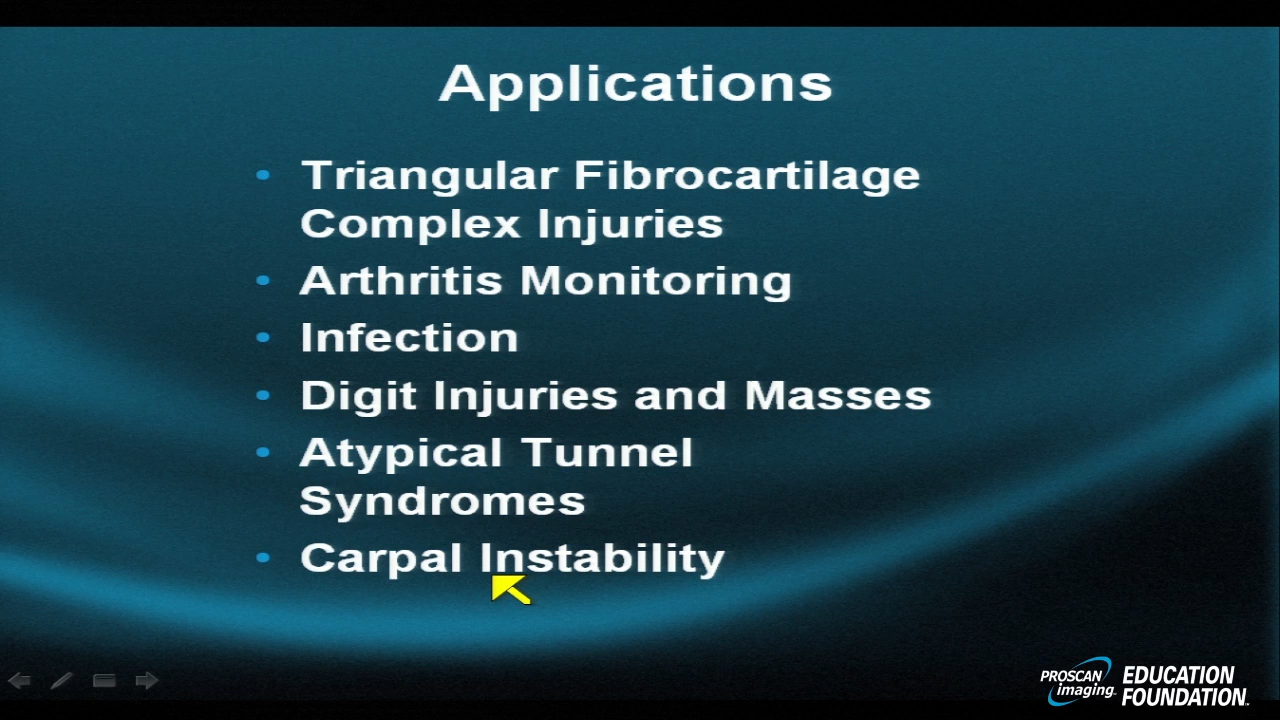 Applications
• Triangular Fibrocartilage
Complex Injuries
• Arthritis Monitoring
• Infection
• Digit Injuries and Masses
• Atypical Tunnel
Syndromes
• Carpal Instability
PROSCAN
imaging
EDUCATION
FOUNDATION